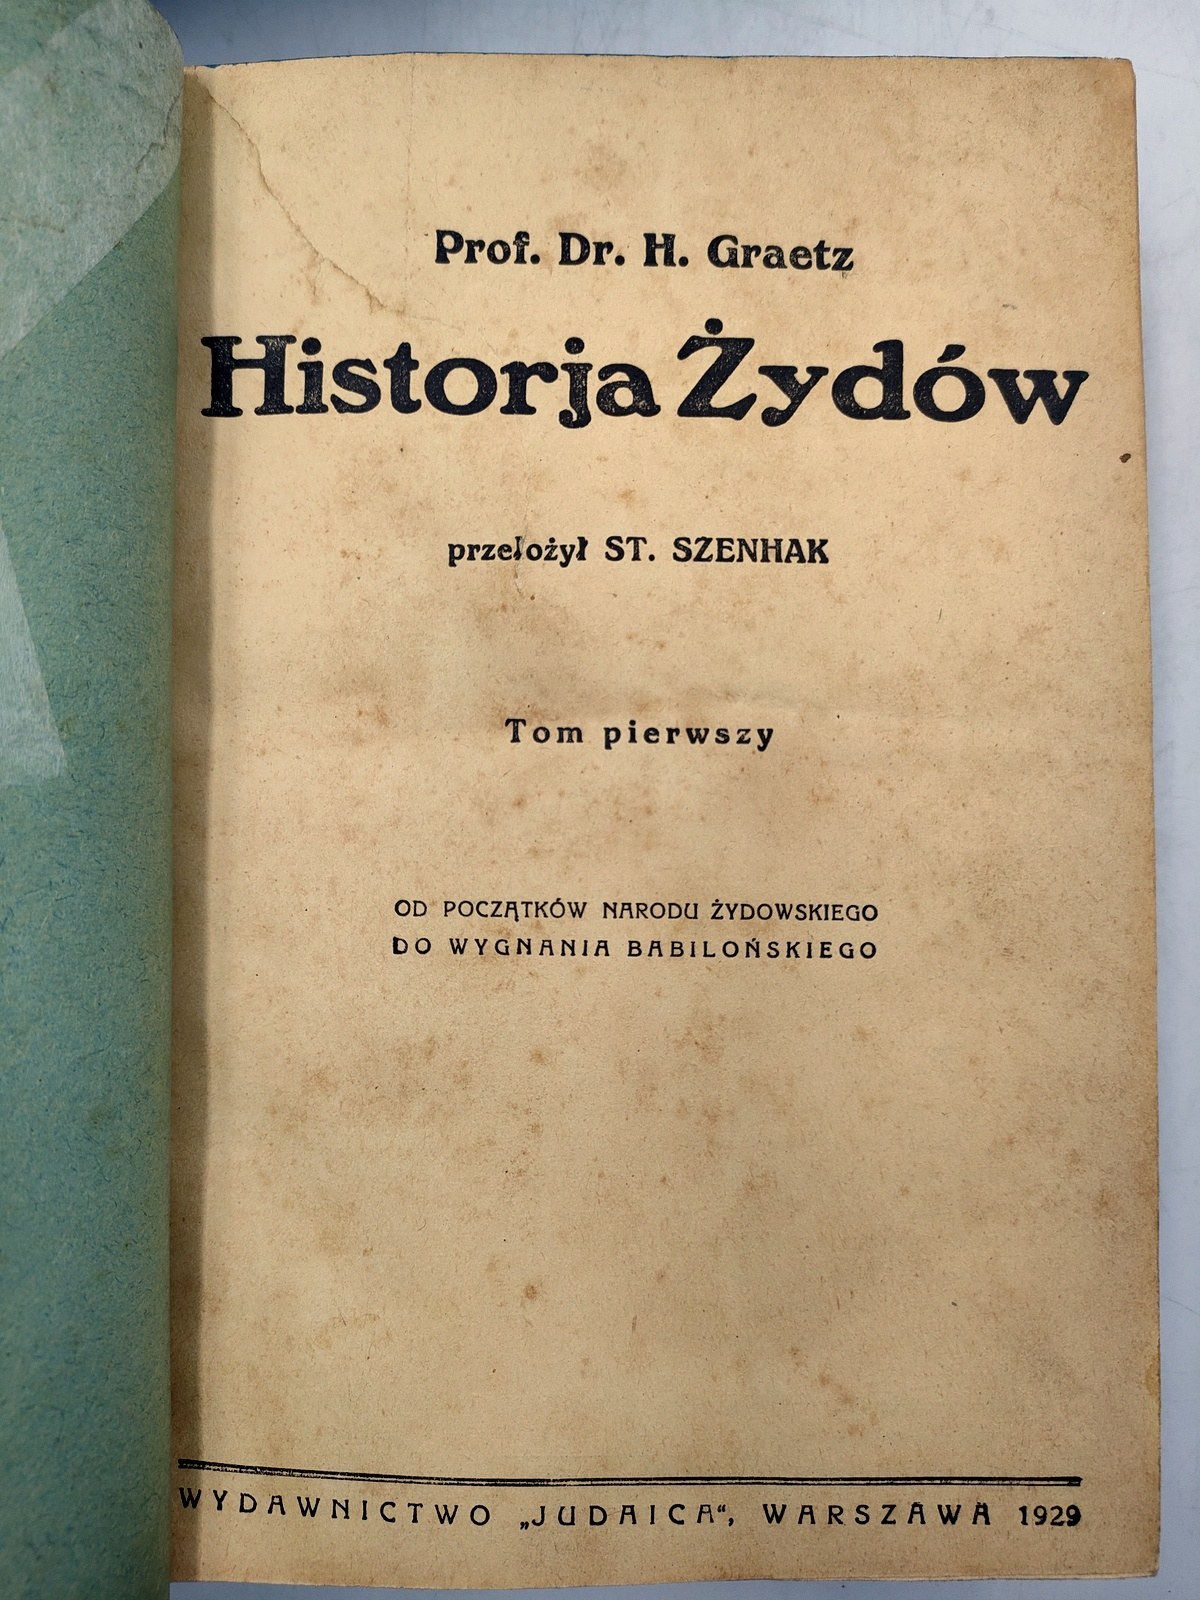 Prof. Dr. H. Graetz
Historja Żydów
przełożył ST. SZENHAK
Tom pierwszy
OD POCZĄTKÓW NARODU ŻYDOWSKIEGO
DO WYGNANIA BABILOŃSKIEGO
WYDAWNICTWO „JUDAICA“, WARSZAWA 1929